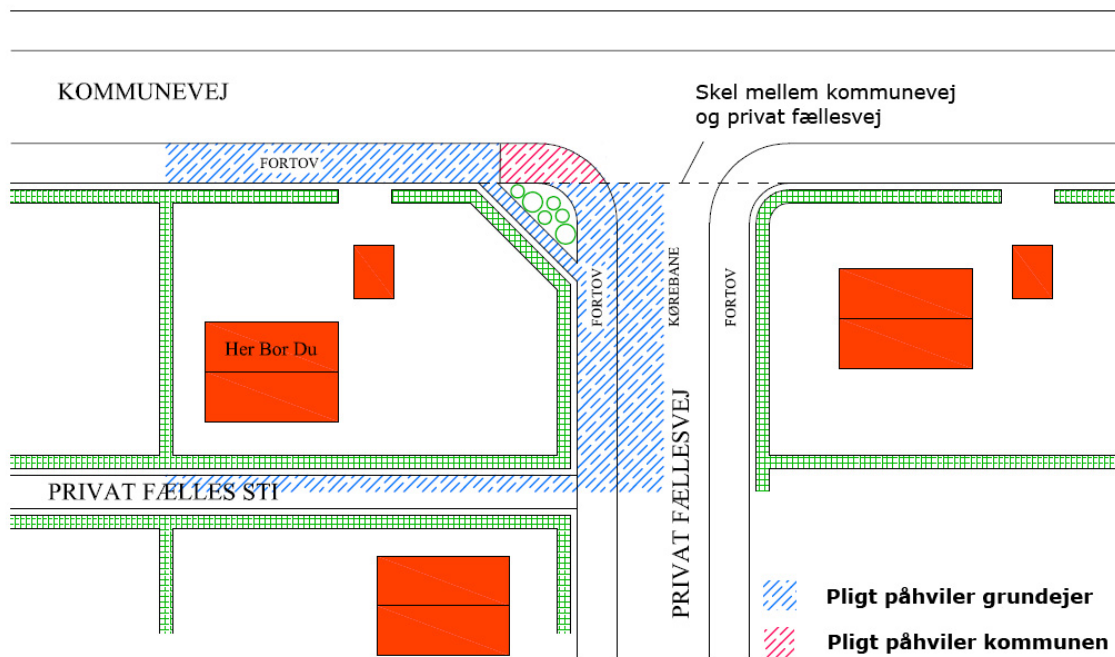 KOMMUNEVEJ
Skel mellem kommunevej
og privat fællesvej
FORTOV
FORTOV
KØREBANE
FORTOV
Her Bor Du
PRIVAT FÆLLESVEJ
PRIVAT FÆLLES STI
Pligt påhviler grundejer
Pligt påhviler kommunen